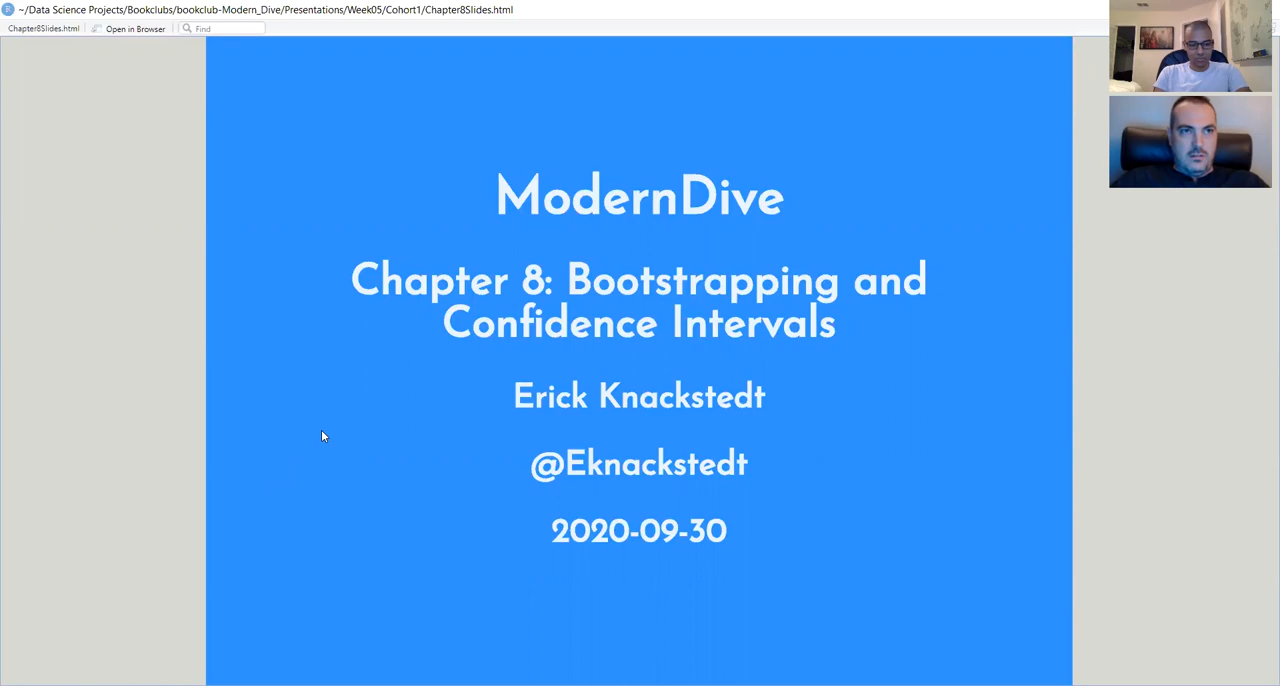 ~/Data Science Projects/Bookclubs/bookclub-Modern_Dive/Presentations/Week05/Cohort1/Chapter8Slides.html
Chapter8Slides.html Open in Browser Find
ModernDive
Chapter 8: Bootstrapping and
Confidence Intervals
Erick Knackstedt
@Eknackstedt
2020-09-30